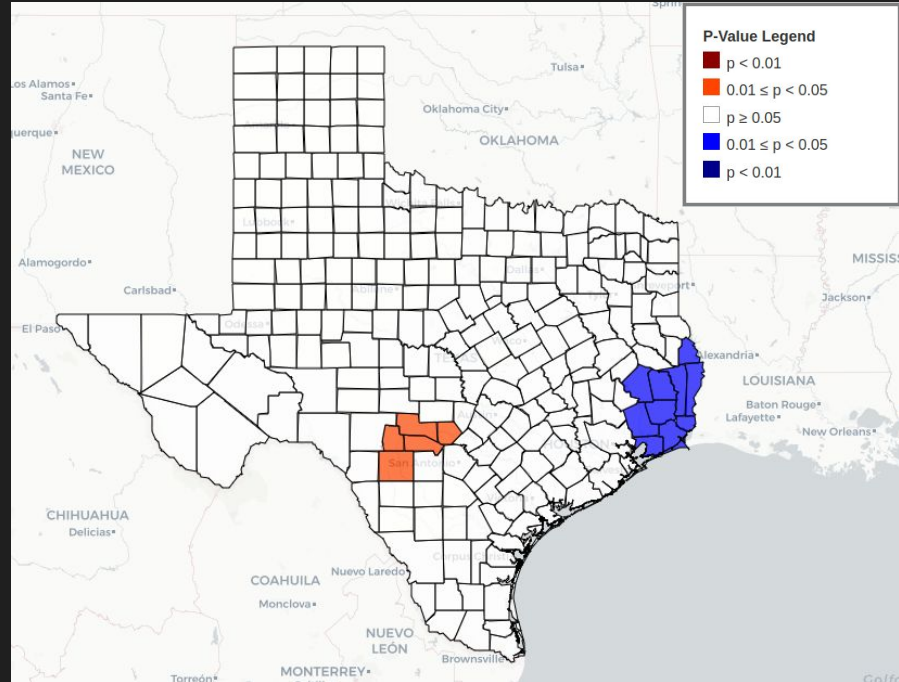 P-Value Legend
p < 0.01
0.01 ≤ p < 0.05
p ≥ 0.05
0.01 ≤ p < 0.05
p < 0.01
Tulsa
Los Alamos
Santa Fe
Oklahoma City
OKLAHOMA
NEW
MEXICO
Wichita Falls
Lubbock
Alamogordo
MISSIS
Dallas
Carlsbad
Abilene
Jackson
Odessa
El Paso
Waco
TEXAS
Alexandria
LOUISIANA
Baton Rouge
Lafayette
Austin
New Orleans
San Antonio
CHIHUAHUA
Delicias
Corpus Christi
Nuevo Laredo
COAHUILA
Monclova
NUEVO
LEÓN
Brownsville
MONTERREY
Torreón